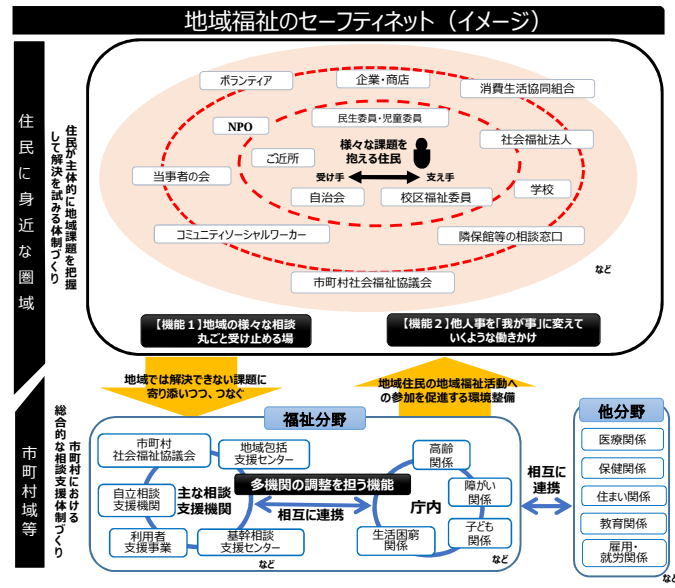 地域福祉のセーフティネット（イメージ）
住民に身近な圏域
住民が主体的に地域課題を把握
して解決を試みる体制づくり
ボランティア
企業・商店
消費生活協同組合
NPO
民生委員・児童委員
社会福祉法人
ご近所
様々な課題を
抱える住民
受け手
支え手
当事者の会
自治会
校区福祉委員
学校
コミュニティソーシャルワーカー
隣保館等の相談窓口
市町村社会福祉協議会
など
【機能１】地域の様々な相談
丸ごと受け止める場
【機能２】他人事を「我が事」に変えて
いくような働きかけ
地域では解決できない課題に
寄り添いつつ、つなぐ
地域住民の地域福祉活動へ
の参加を促進する環境整備
市町村域等
市町村における
総合的な相談支援体制づくり
福祉分野
市町村
社会福祉協議会
地域包括
支援センター
自立相談
支援機関
主な相談
支援機関
利用者
支援事業
基幹相談
支援センター
など
多機関の調整を担う機能
相互に連携
高齢
関係
障がい
関係
庁内
子ども
関係
生活困窮
関係
など
相互に
連携
他分野
医療関係
保健関係
住まい関係
教育関係
雇用・
就労関係
など